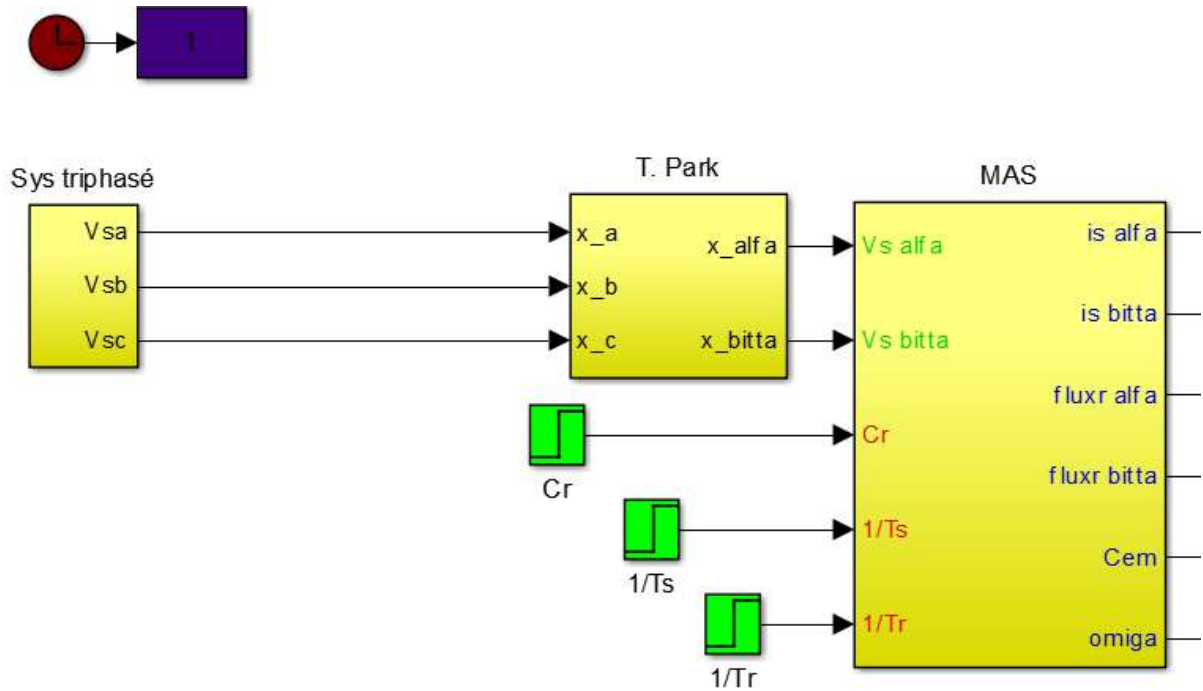 t
Sys triphasé
Vsa
Vsb
Vsc
T. Park
x_a
x_b
x_c
x_alfa
x_bitta
Cr
1/Ts
1/Tr
MAS
Vs alfa
Vs bitta
Cr
1/Ts
1/Tr
is alfa
is bitta
fluxr alfa
fluxr bitta
Cem
omiga